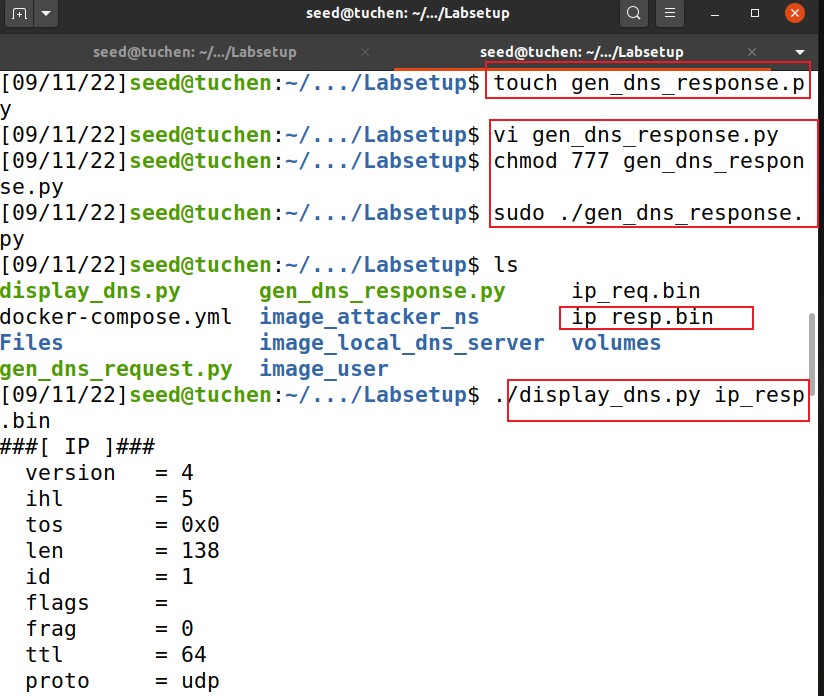 seed@tuchen: ~/.../Labsetup
seed@tuchen: ~/.../Labsetup × seed@tuchen: ~/.../Labsetup ×
[09/11/22]seed@tuchen:~/.../Labsetup$ touch gen_dns_response.p
y
[09/11/22]seed@tuchen:~/.../Labsetup$ vi gen_dns_response.py
[09/11/22]seed@tuchen:~/.../Labsetup$ chmod 777 gen_dns_respon
se.py
[09/11/22]seed@tuchen:~/.../Labsetup$ sudo ./gen_dns_response.
py
[09/11/22]seed@tuchen:~/.../Labsetup$ ls
display_dns.py      gen_dns_response.py     ip_req.bin
docker-compose.yml  image_attacker_ns       ip_resp.bin
Files               image_local_dns_server  volumes
gen_dns_request.py  image_user
[09/11/22]seed@tuchen:~/.../Labsetup$ ./display_dns.py ip_resp
.bin
###[ IP ]###
  version   = 4
  ihl       = 5
  tos       = 0x0
  len       = 138
  id        = 1
  flags     =
  frag      = 0
  ttl       = 64
  proto     = udp